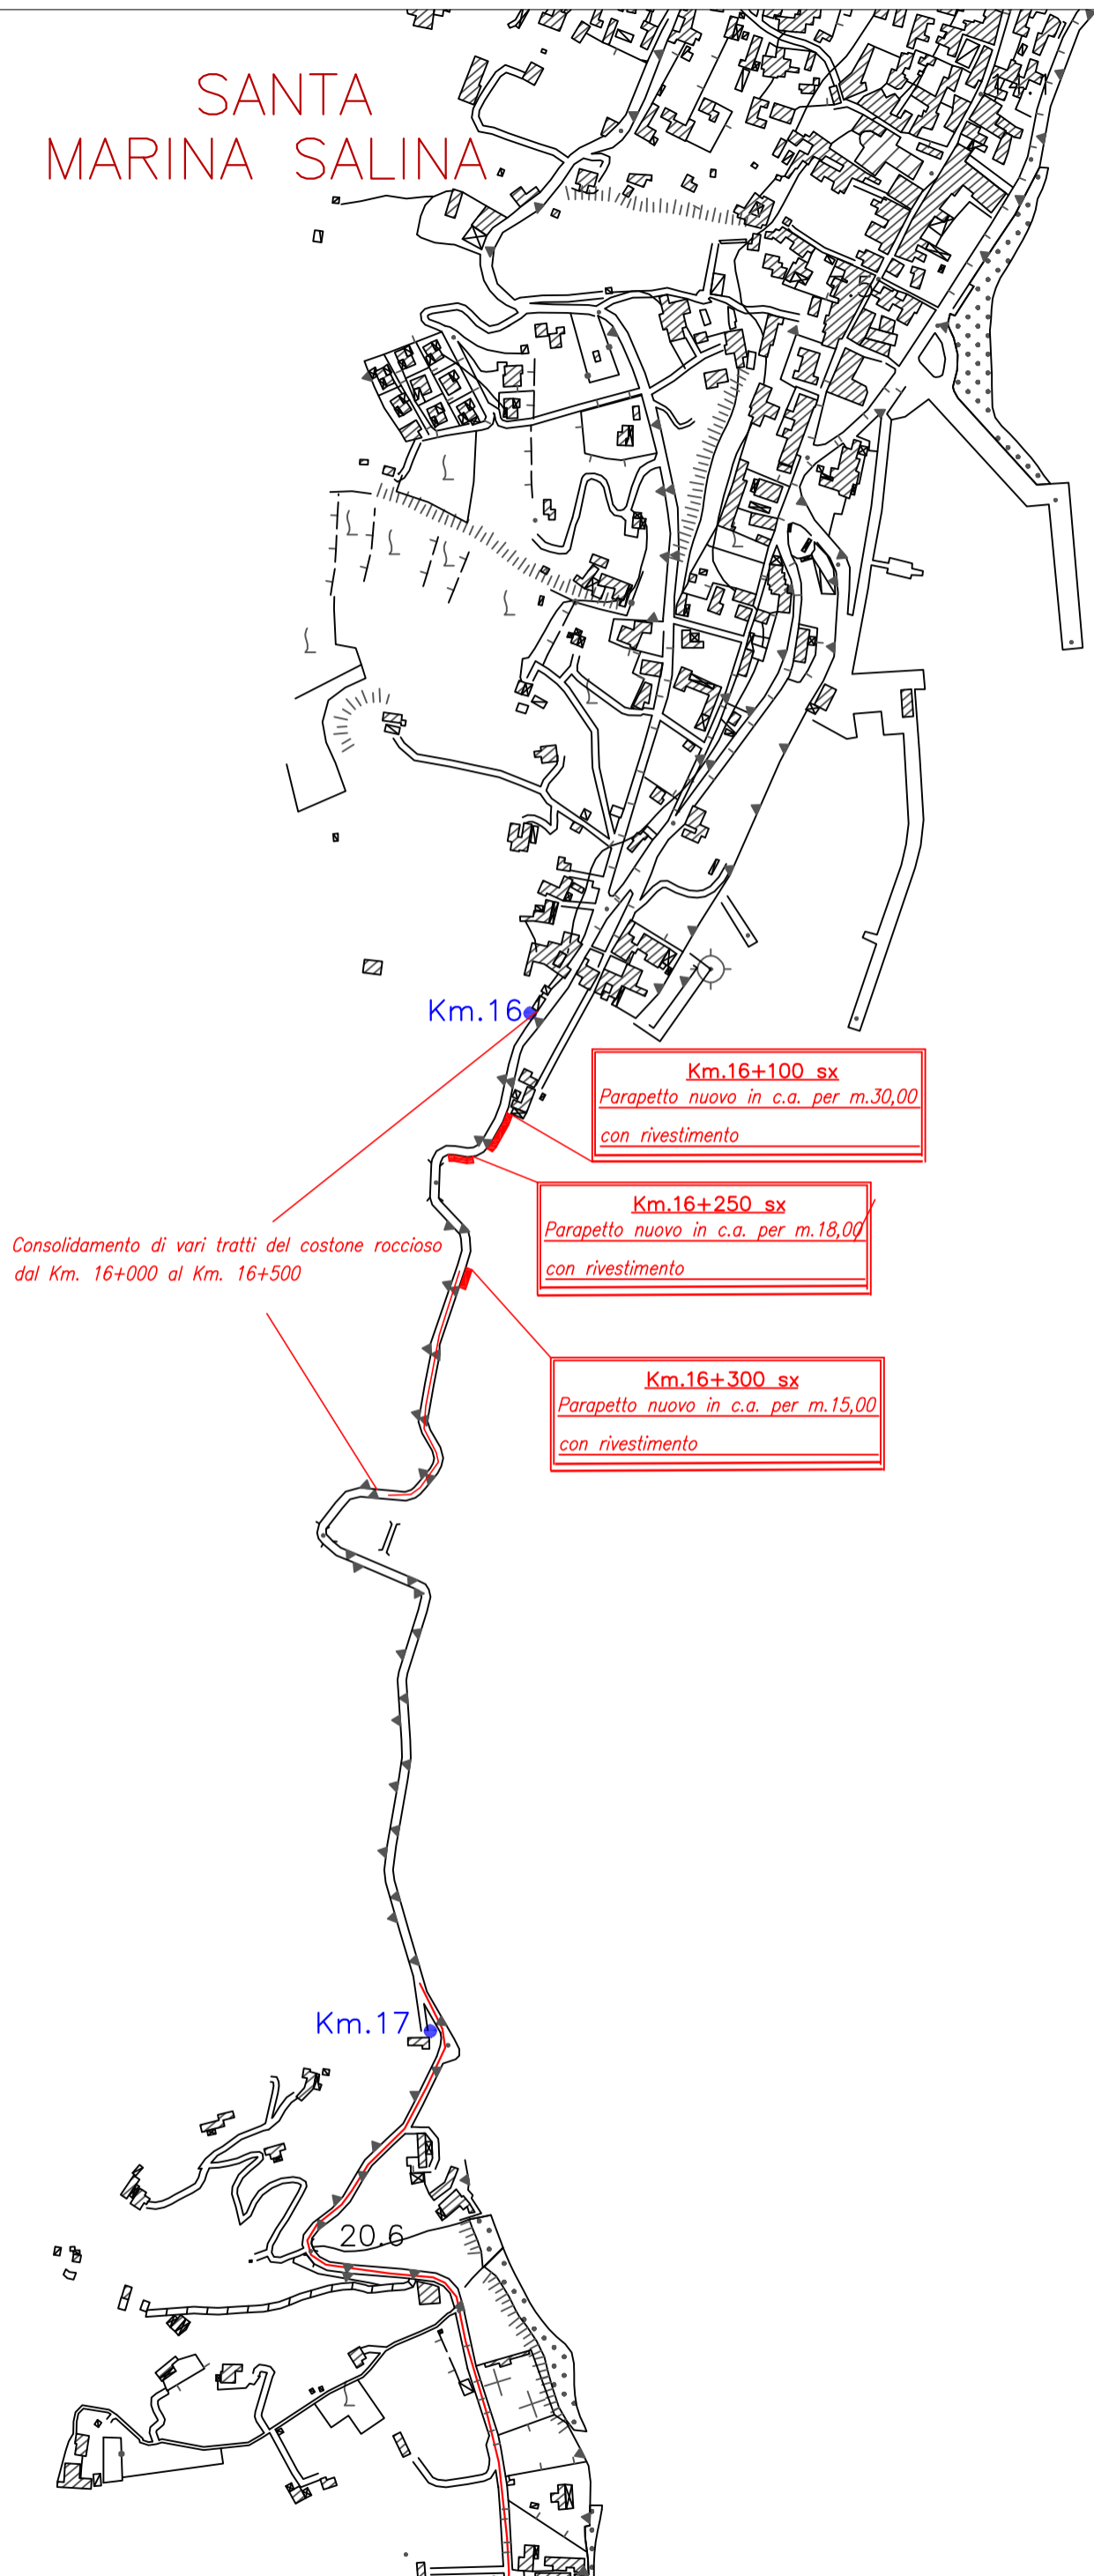 SANTA
MARINA SALINA
Km.16
Km.16+100 sx
Parapetto nuovo in c.a. per m.30,00
con rivestimento
Km.16+250 sx
Parapetto nuovo in c.a. per m.18,00
con rivestimento
Consolidamento di vari tratti del costone roccioso
dal Km. 16+000 al Km. 16+500
Km.16+300 sx
Parapetto nuovo in c.a. per m.15,00
con rivestimento
Km.17
20.6